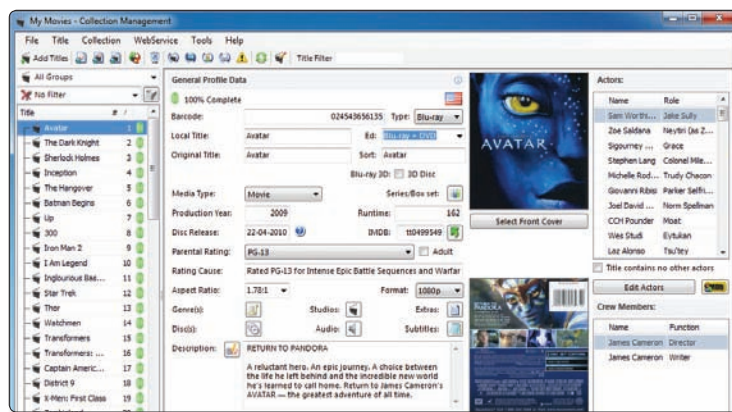 My Movies - Collection Management
File Title Collection WebService Tools Help
Add Titles Title Filter
All Groups
No Filter
Title # /
Avatar 1
The Dark Knight 2
Sherlock Holmes 3
Inception 4
The Hangover 5
Batman Begins 6
Up 7
300 8
Iron Man 2 9
I Am Legend 10
Inglourious Bas... 11
Star Trek 12
Thor 13
Watchmen 14
Transformers 15
Transformers: ... 16
Captain Americ... 17
District 9 18
X-Men: First Class 19
General Profile Data
100% Complete
Barcode: 024543656135 Type: Blu-ray
Local Title: Avatar Ed: Blu-ray + DVD
Original Title: Avatar Sort: Avatar
Blu-ray 3D: 3D Disc
Media Type: Movie Series/Box set:
Production Year: 2009 Runtime: 162
Disc Release: 22-04-2010 IMDB: tt0499549
Parental Rating: PG-13 Adult
Rating Cause: Rated PG-13 for Intense Epic Battle Sequences and Warfar
Aspect Ratio: 1.78:1 Format: 1080p
Genre(s): Studios: Extras:
Disc(s): Audio: Subtitles:
Description: RETURN TO PANDORA
A reluctant hero. An epic journey. A choice between
the life he left behind and the incredible new world
he's learned to call home. Return to James Cameron's
AVATAR — the greatest adventure of all time.
AVATAR
Select Front Cover
PANDORA
Actors:
Name Role
Sam Worthi... Jake Sully
Zoe Saldana Neytiri (as Z...
Sigourney ... Grace
Stephen Lang Colonel Mile...
Michelle Rod... Trudy Chacon
Giovanni Ribisi Parker Selfri...
Joel David ... Norm Spellman
CCH Pounder Moat
Wes Studi Eytukan
Laz Alonso Tsu'tey
Title contains no other actors
Edit Actors
Crew Members:
Name Function
James Cameron Director
James Cameron Writer